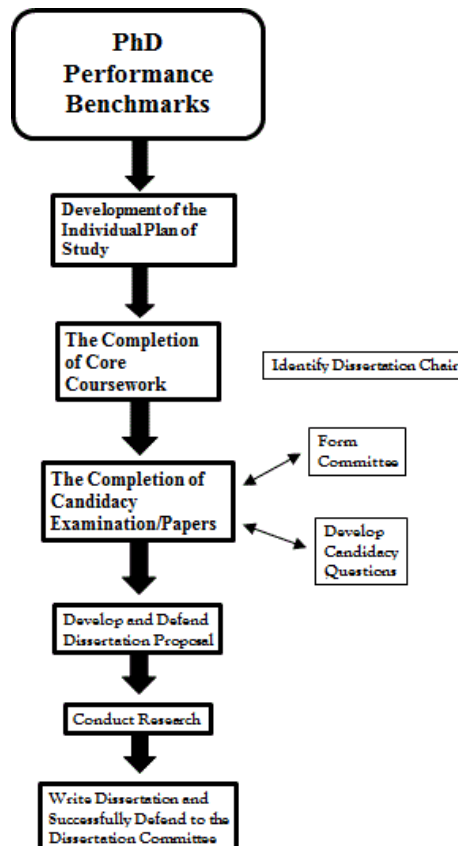 PhD
Performance
Benchmarks
Development of the
Individual Plan of
Study
The Completion
of Core
Coursework
Identify Dissertation Chair
Form
Committee
The Completion of
Candidacy
Examination/Papers
Develop
Candidacy
Questions
Develop and Defend
Dissertation Proposal
Conduct Research
Write Dissertation and
Successfully Defend to the
Dissertation Committee